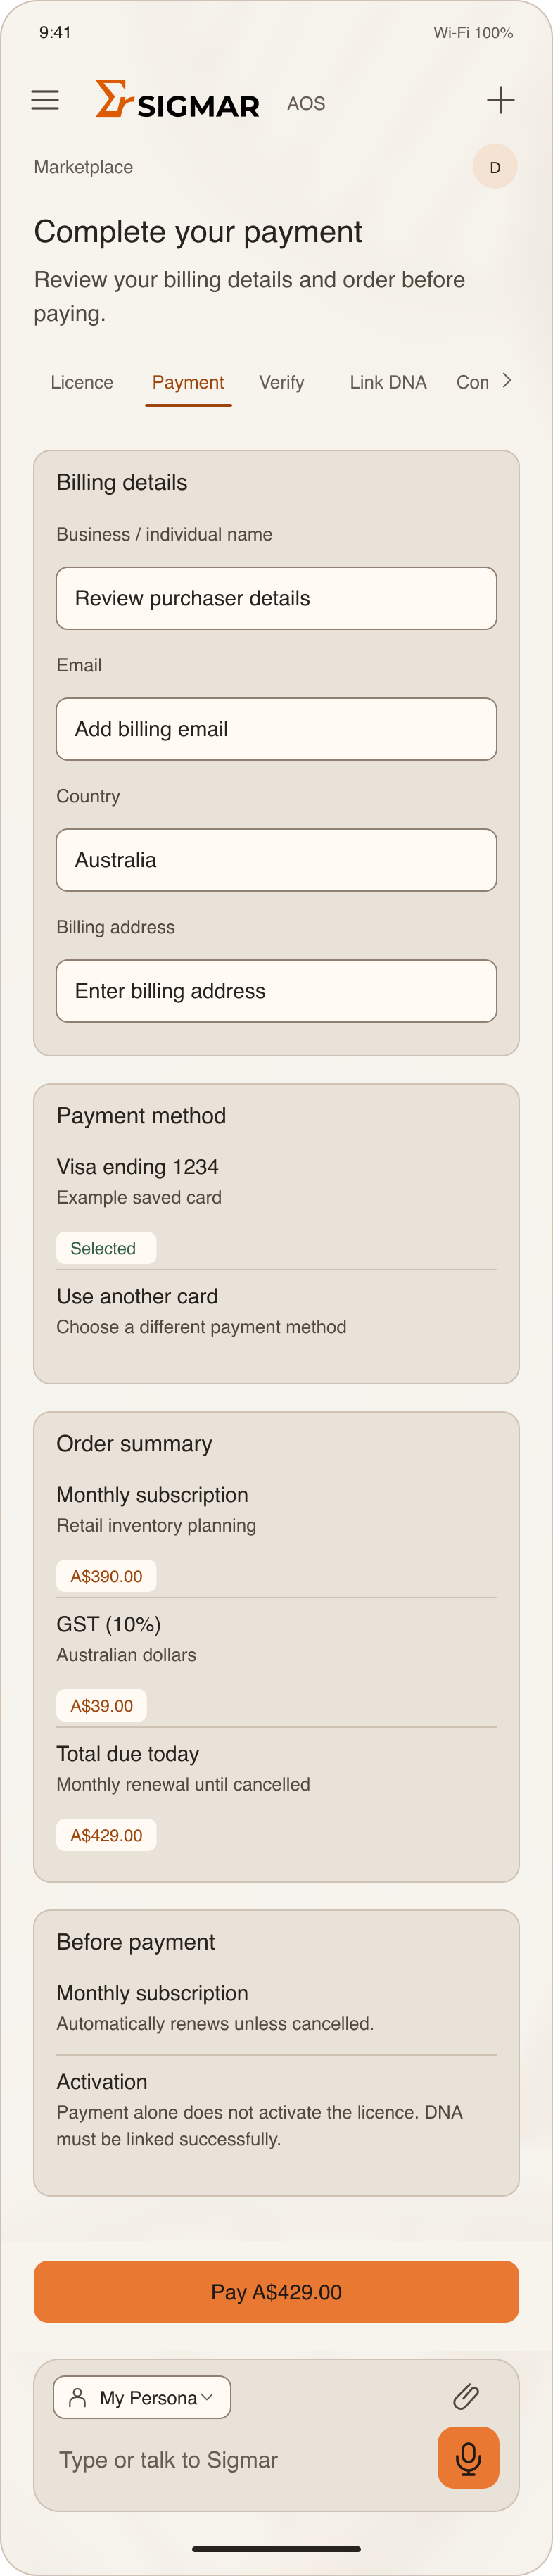 9:41
Wi-Fi 100%
Σr SIGMAR AOS
Marketplace
D
Complete your payment
Review your billing details and order before
paying.
Licence Payment Verify Link DNA Con
Billing details
Business / individual name
Review purchaser details
Email
Add billing email
Country
Australia
Billing address
Enter billing address
Payment method
Visa ending 1234
Example saved card
Selected
Use another card
Choose a different payment method
Order summary
Monthly subscription
Retail inventory planning
A$390.00
GST (10%)
Australian dollars
A$39.00
Total due today
Monthly renewal until cancelled
A$429.00
Before payment
Monthly subscription
Automatically renews unless cancelled.
Activation
Payment alone does not activate the licence. DNA
must be linked successfully.
Pay A$429.00
My Persona
Type or talk to Sigmar